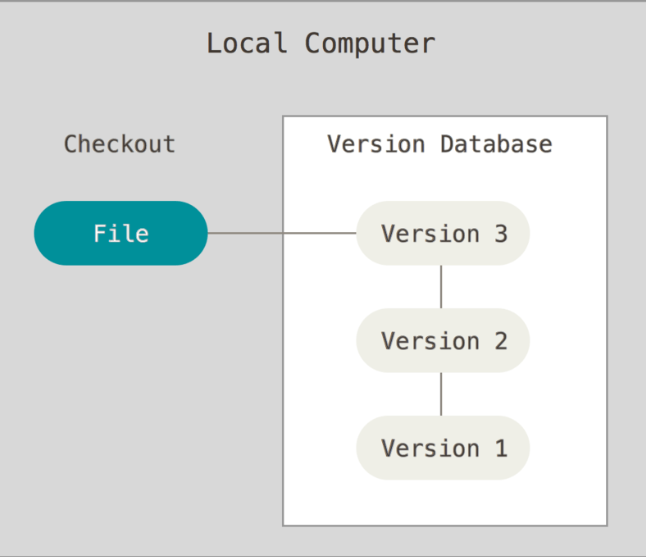 Local Computer
Checkout
Version Database
File
Version 3
Version 2
Version 1